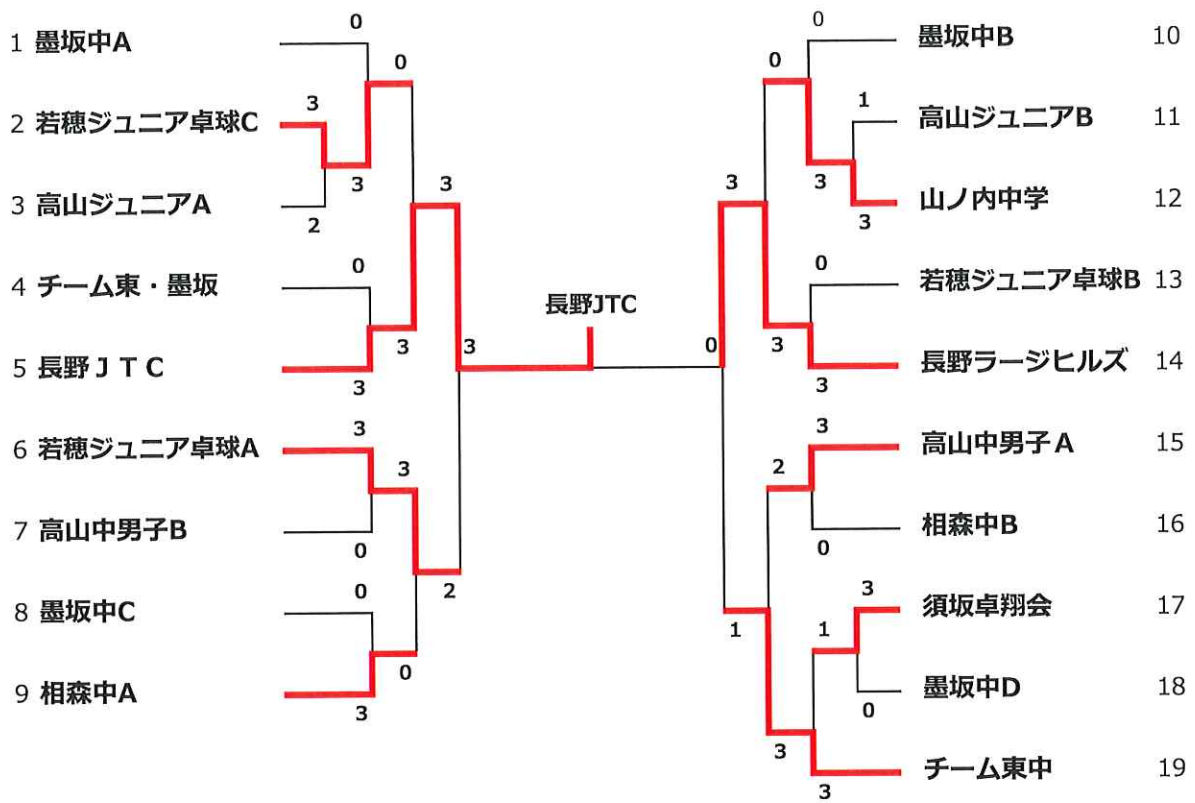 0
1 墨坂中A
0
3
2 若穂ジュニア卓球C
3
3
3 高山ジュニアA
2
0
4 チーム東・墨坂
3
3
5 長野ＪＴＣ
3
3
6 若穂ジュニア卓球A
3
7 高山中男子B
0
0
2
8 墨坂中C
0
9 相森中A
3
長野JTC
0
墨坂中B 10
0
1
高山ジュニアB 11
3
3
山ノ内中学 12
3
0
若穂ジュニア卓球B 13
0
3
長野ラージヒルズ 14
3
3
高山中男子Ａ 15
2
相森中B 16
0
3
須坂卓翔会 17
1
1
墨坂中D 18
0
3
チーム東中 19
3